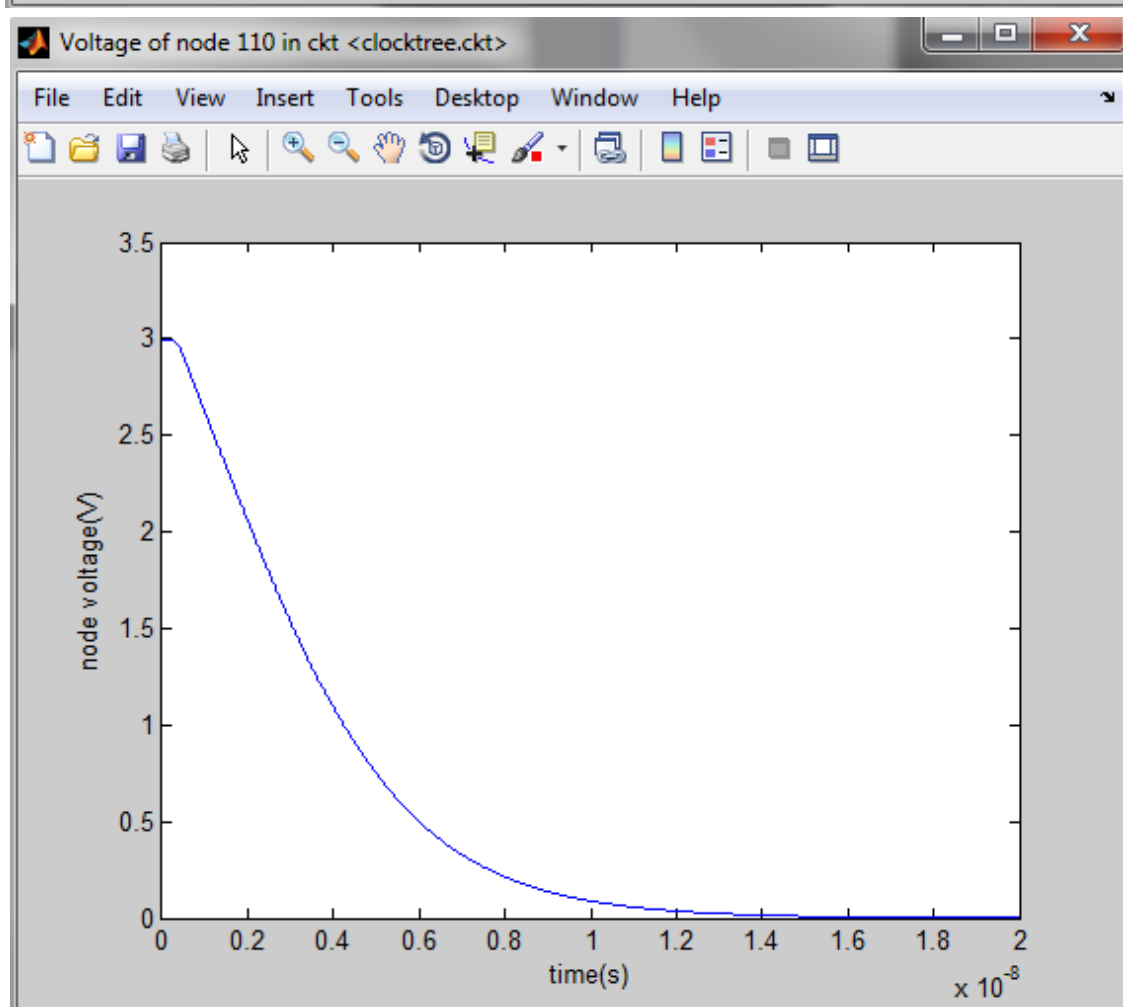 Voltage of node 110 in ckt <clocktree.ckt>
File Edit View Insert Tools Desktop Window Help
3.5
3
2.5
2
1.5
1
0.5
0
node voltage(V)
0 0.2 0.4 0.6 0.8 1 1.2 1.4 1.6 1.8 2
time(s)
x 10^-8